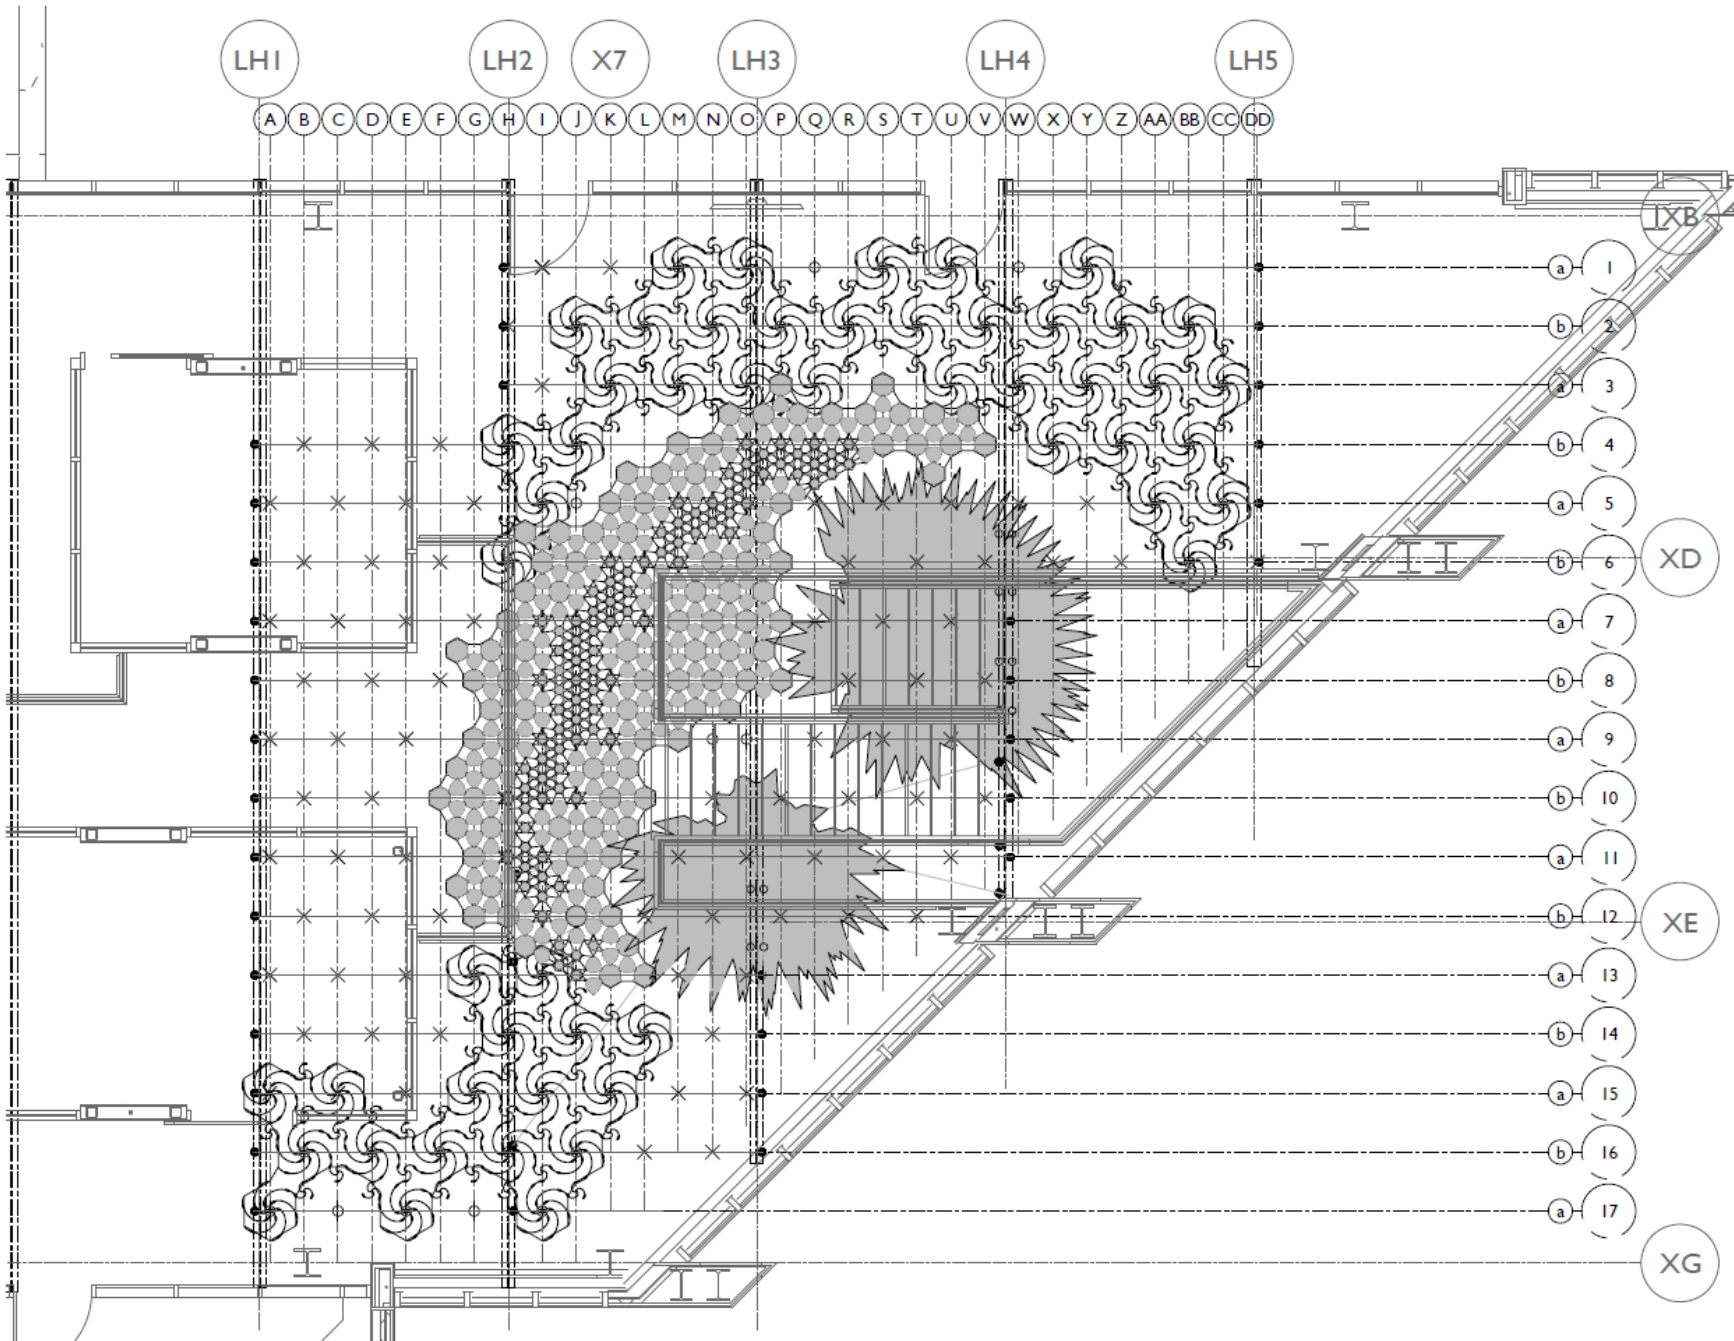 LH1 LH2 X7 LH3 LH4 LH5
A B C D E F G H I J K L M N O P Q R S T U V W X Y Z AA BB CC DD
XB
a 1
b 2
a 3
b 4
a 5
b 6
XD
a 7
b 8
a 9
b 10
a 11
b 12
XE
a 13
b 14
a 15
b 16
a 17
XG